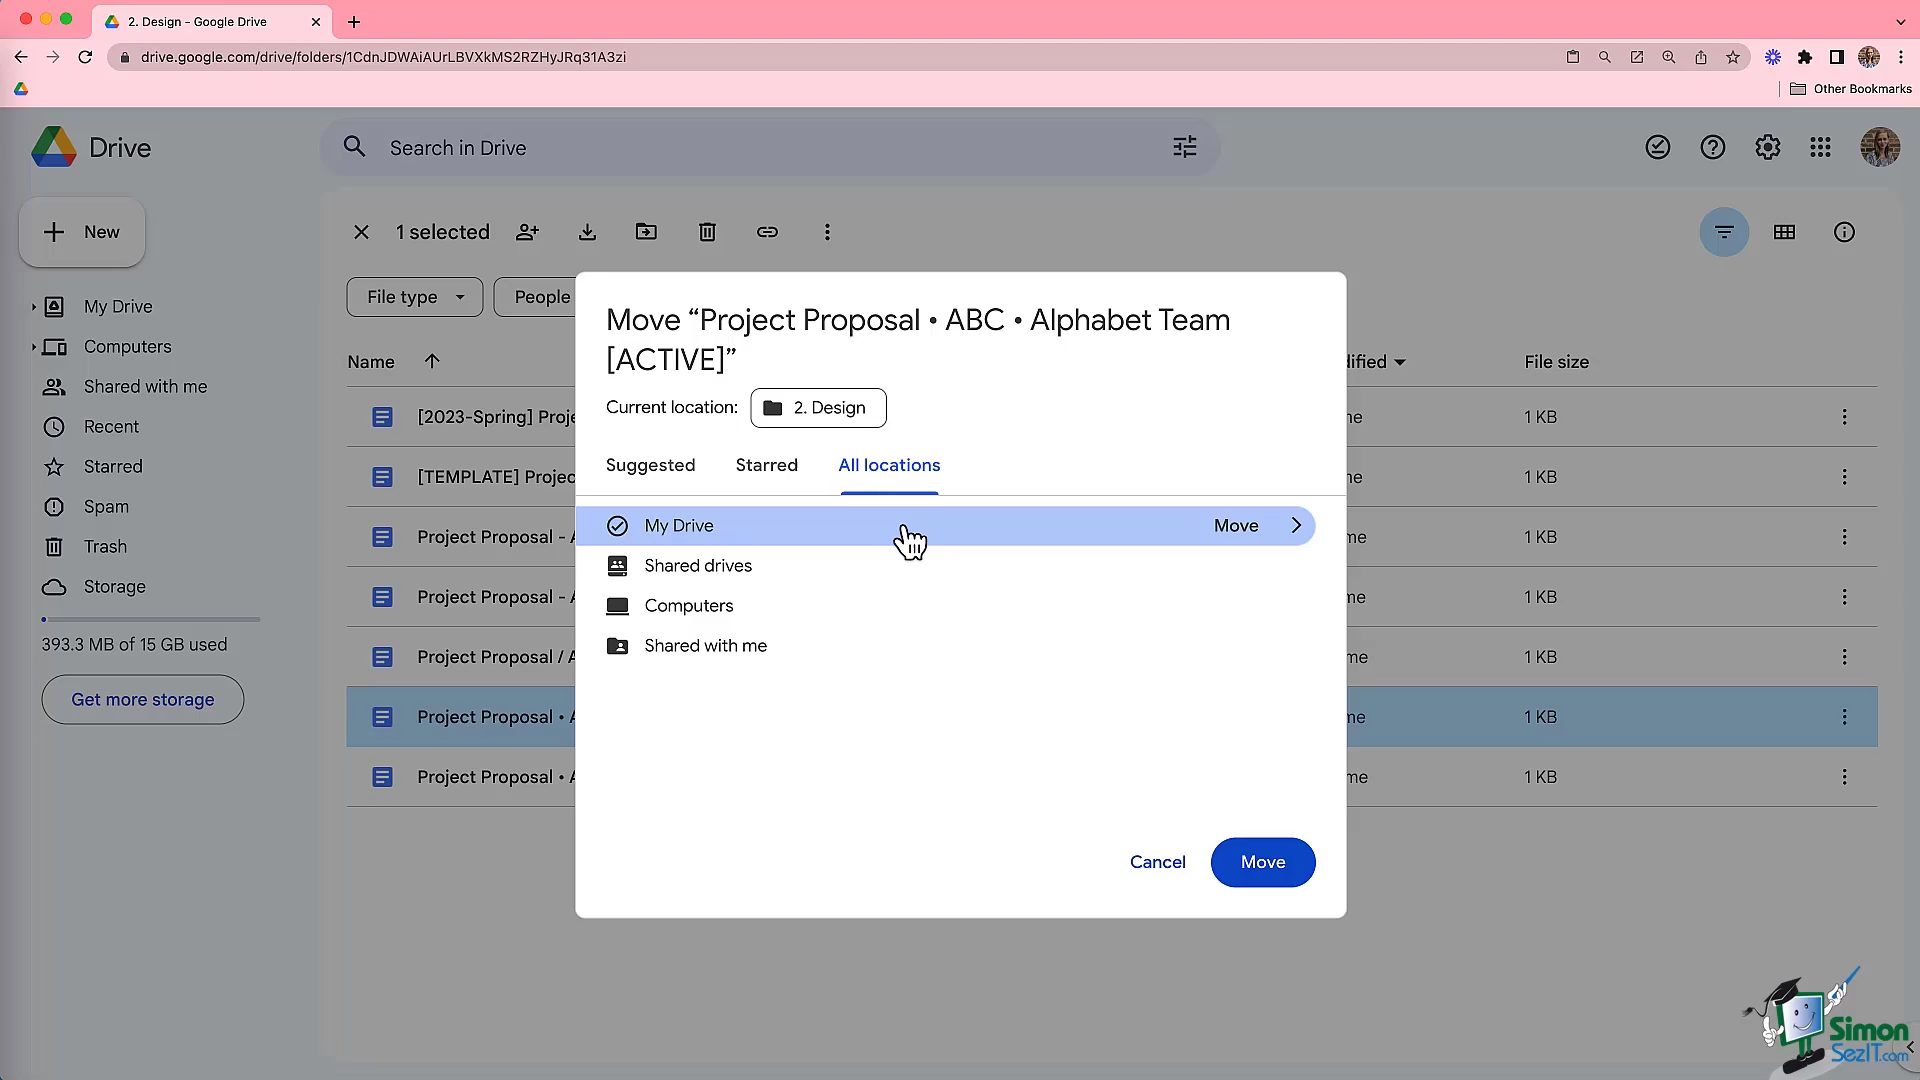 2. Design - Google Drive
drive.google.com/drive/folders/1CdnJDWAiAUrLBVXkMS2RZHyJRq31A3zi
Other Bookmarks
Drive
Search in Drive
New
1 selected
My Drive
Computers
Shared with me
Recent
Starred
Spam
Trash
Storage
393.3 MB of 15 GB used
Get more storage
File type
People
Name
File size
[2023-Spring] Proje
1 KB
[TEMPLATE] Projec
1 KB
Project Proposal -
1 KB
Project Proposal -
1 KB
Project Proposal /
1 KB
Project Proposal •
1 KB
Project Proposal •
1 KB
Move “Project Proposal • ABC • Alphabet Team
[ACTIVE]”
Current location: 2. Design
Suggested Starred All locations
My Drive Move
Shared drives
Computers
Shared with me
Cancel Move
Simon
SezIT.com